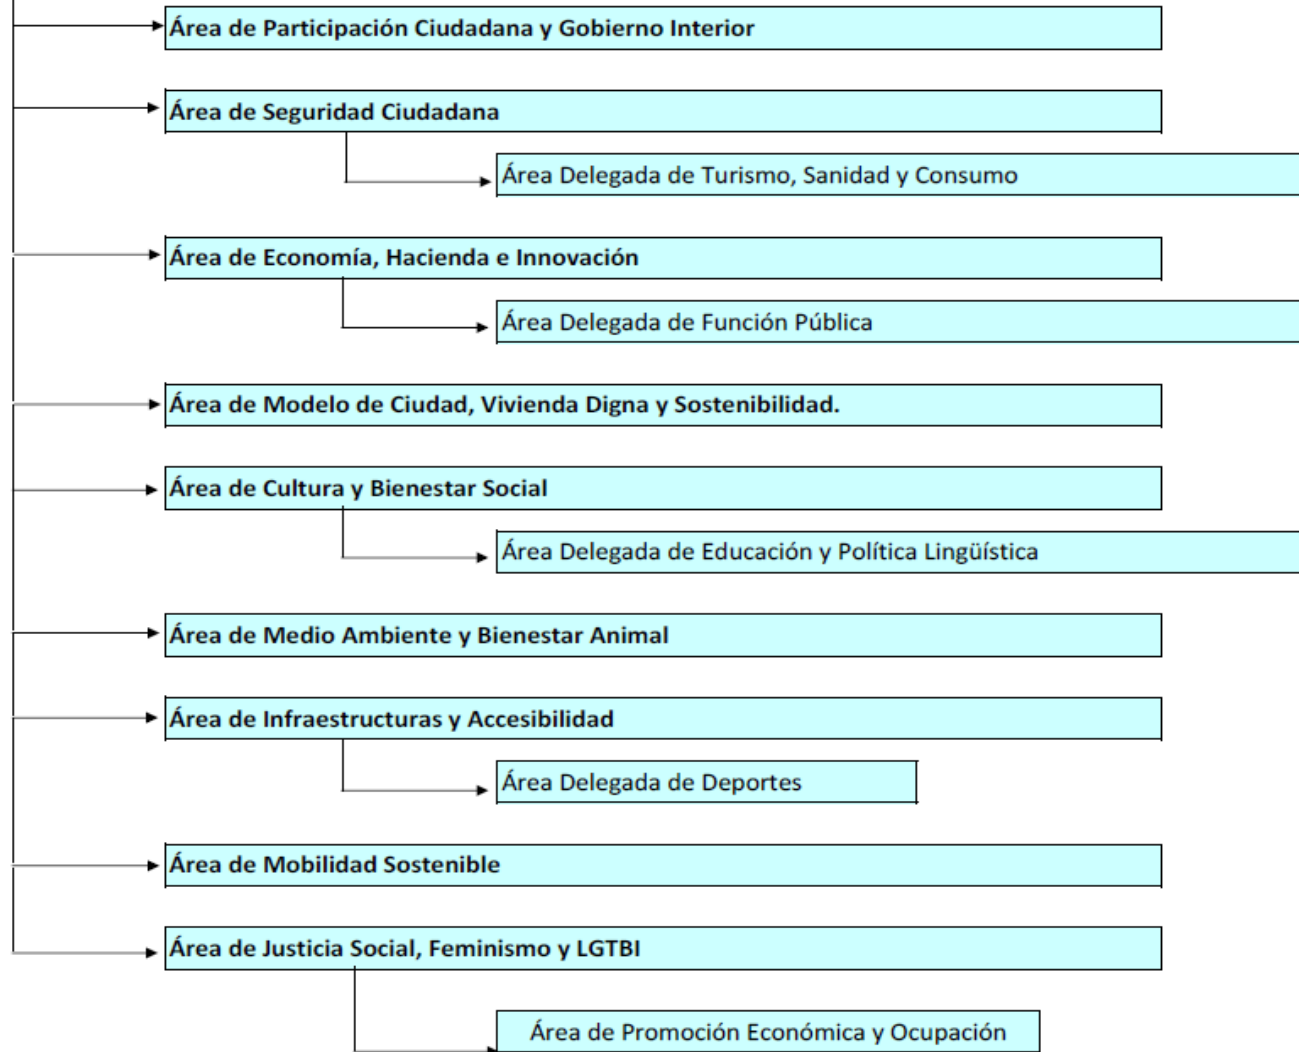 Área de Participación Ciudadana y Gobierno Interior
Área de Seguridad Ciudadana
Área Delegada de Turismo, Sanidad y Consumo
Área de Economía, Hacienda e Innovación
Área Delegada de Función Pública
Área de Modelo de Ciudad, Vivienda Digna y Sostenibilidad.
Área de Cultura y Bienestar Social
Área Delegada de Educación y Política Lingüística
Área de Medio Ambiente y Bienestar Animal
Área de Infraestructuras y Accesibilidad
Área Delegada de Deportes
Área de Mobilidad Sostenible
Área de Justicia Social, Feminismo y LGTBI
Área de Promoción Económica y Ocupación